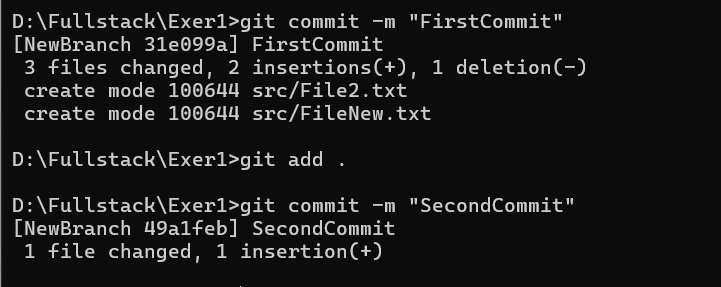 D:\Fullstack\Exer1>git commit -m "FirstCommit"
[NewBranch 31e099a] FirstCommit
 3 files changed, 2 insertions(+), 1 deletion(-)
 create mode 100644 src/File2.txt
 create mode 100644 src/FileNew.txt
D:\Fullstack\Exer1>git add .
D:\Fullstack\Exer1>git commit -m "SecondCommit"
[NewBranch 49a1feb] SecondCommit
 1 file changed, 1 insertion(+)